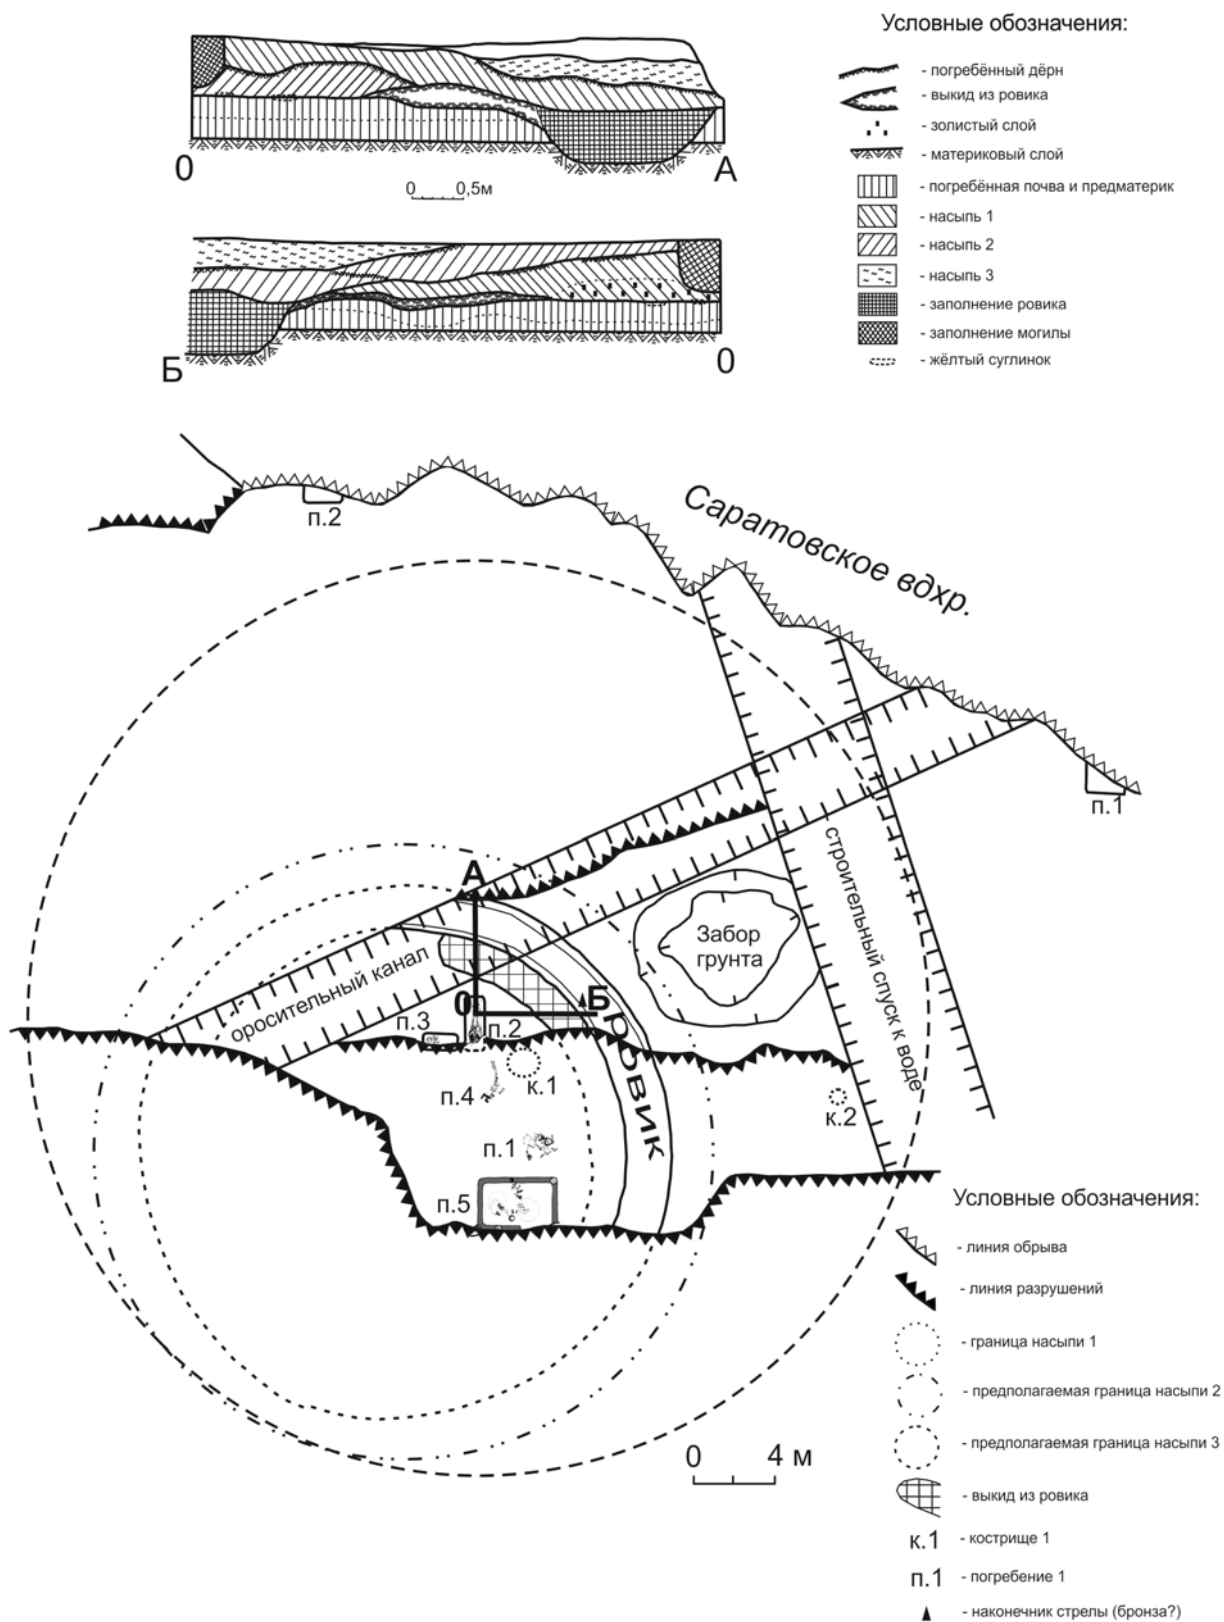 Условные обозначения:
- погребённый дёрн
- выкид из ровика
- золистый слой
- материковый слой
- погребённая почва и предматерик
- насыпь 1
- насыпь 2
- насыпь 3
- заполнение ровика
- заполнение могилы
- жёлтый суглинок
0
А
0 0,5м
Б
0
п.2
Саратовское вдхр.
п.1
А
строительный спуск к воде
Забор
грунта
оросительный канал
0
Б
ровик
п.3
п.2
к.1
п.4
к.2
п.1
п.5
0 4 м
Условные обозначения:
- линия обрыва
- линия разрушений
- граница насыпи 1
- предполагаемая граница насыпи 2
- предполагаемая граница насыпи 3
- выкид из ровика
к.1 - кострище 1
п.1 - погребение 1
- наконечник стрелы (бронза?)